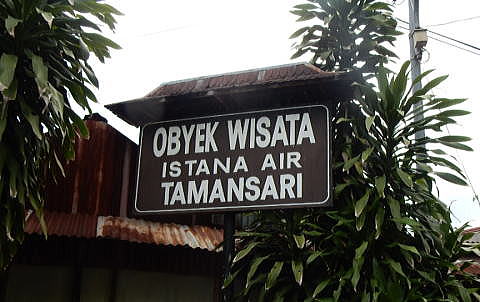 OBYEK WISATA
ISTANA AIR
TAMANSARI